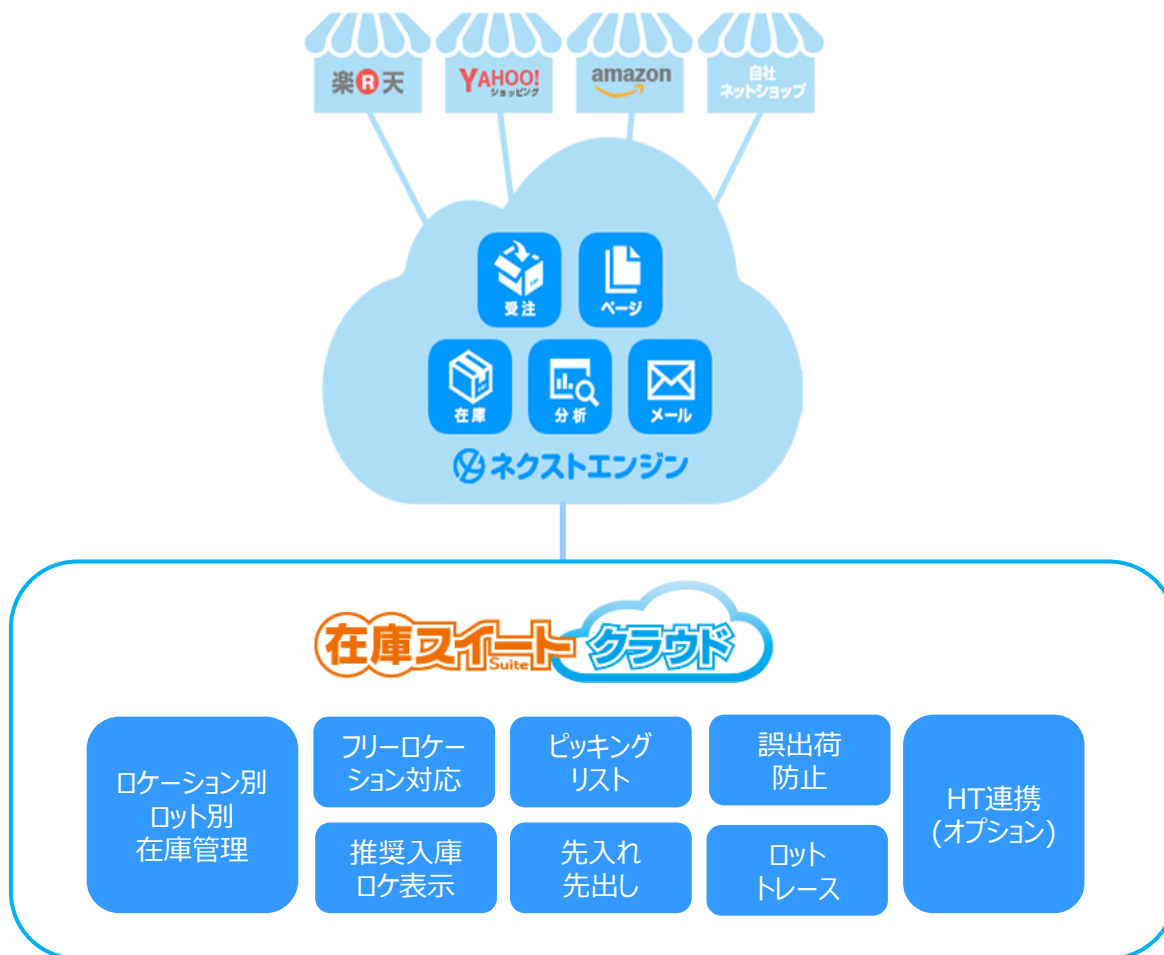 楽R天
YAHOO!
ショッピング
amazon
自社
ネットショップ
受注
ページ
在庫
分析
メール
ネクストエンジン
在庫スイート
Suite
クラウド
ロケーション別
ロット別
在庫管理
フリーロケー
ション対応
ピッキング
リスト
誤出荷
防止
HT連携
(オプション)
推奨入庫
ロケ表示
先入れ
先出し
ロット
トレース